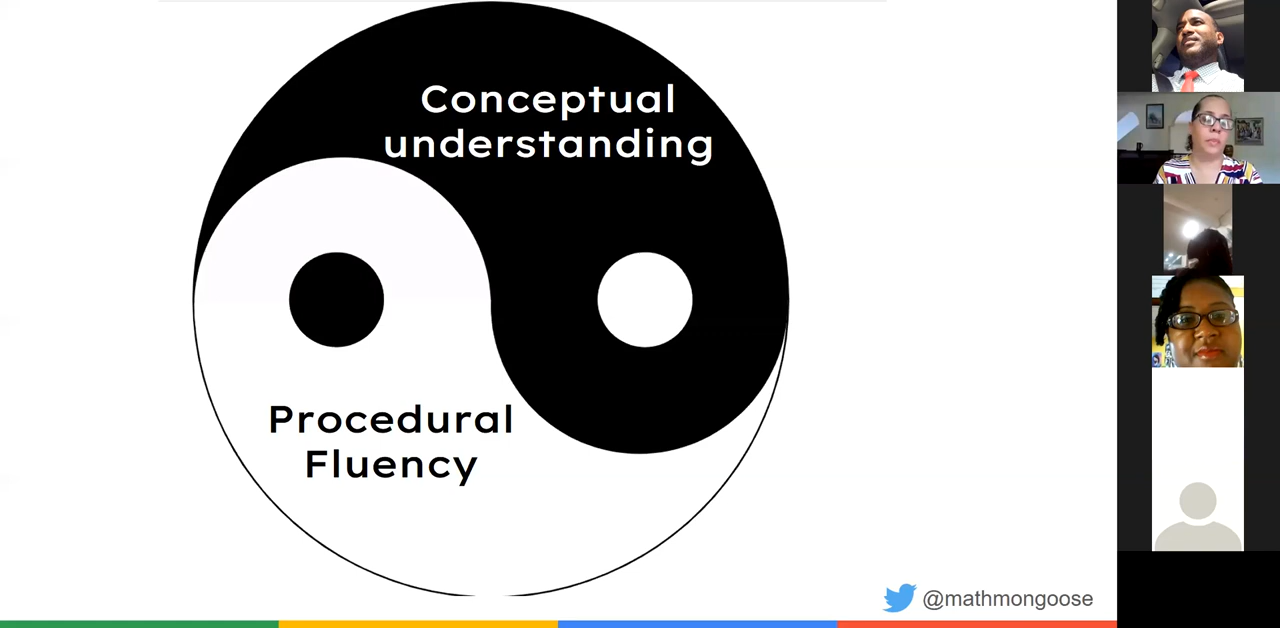 Conceptual
understanding
Procedural
Fluency
@mathmongoose